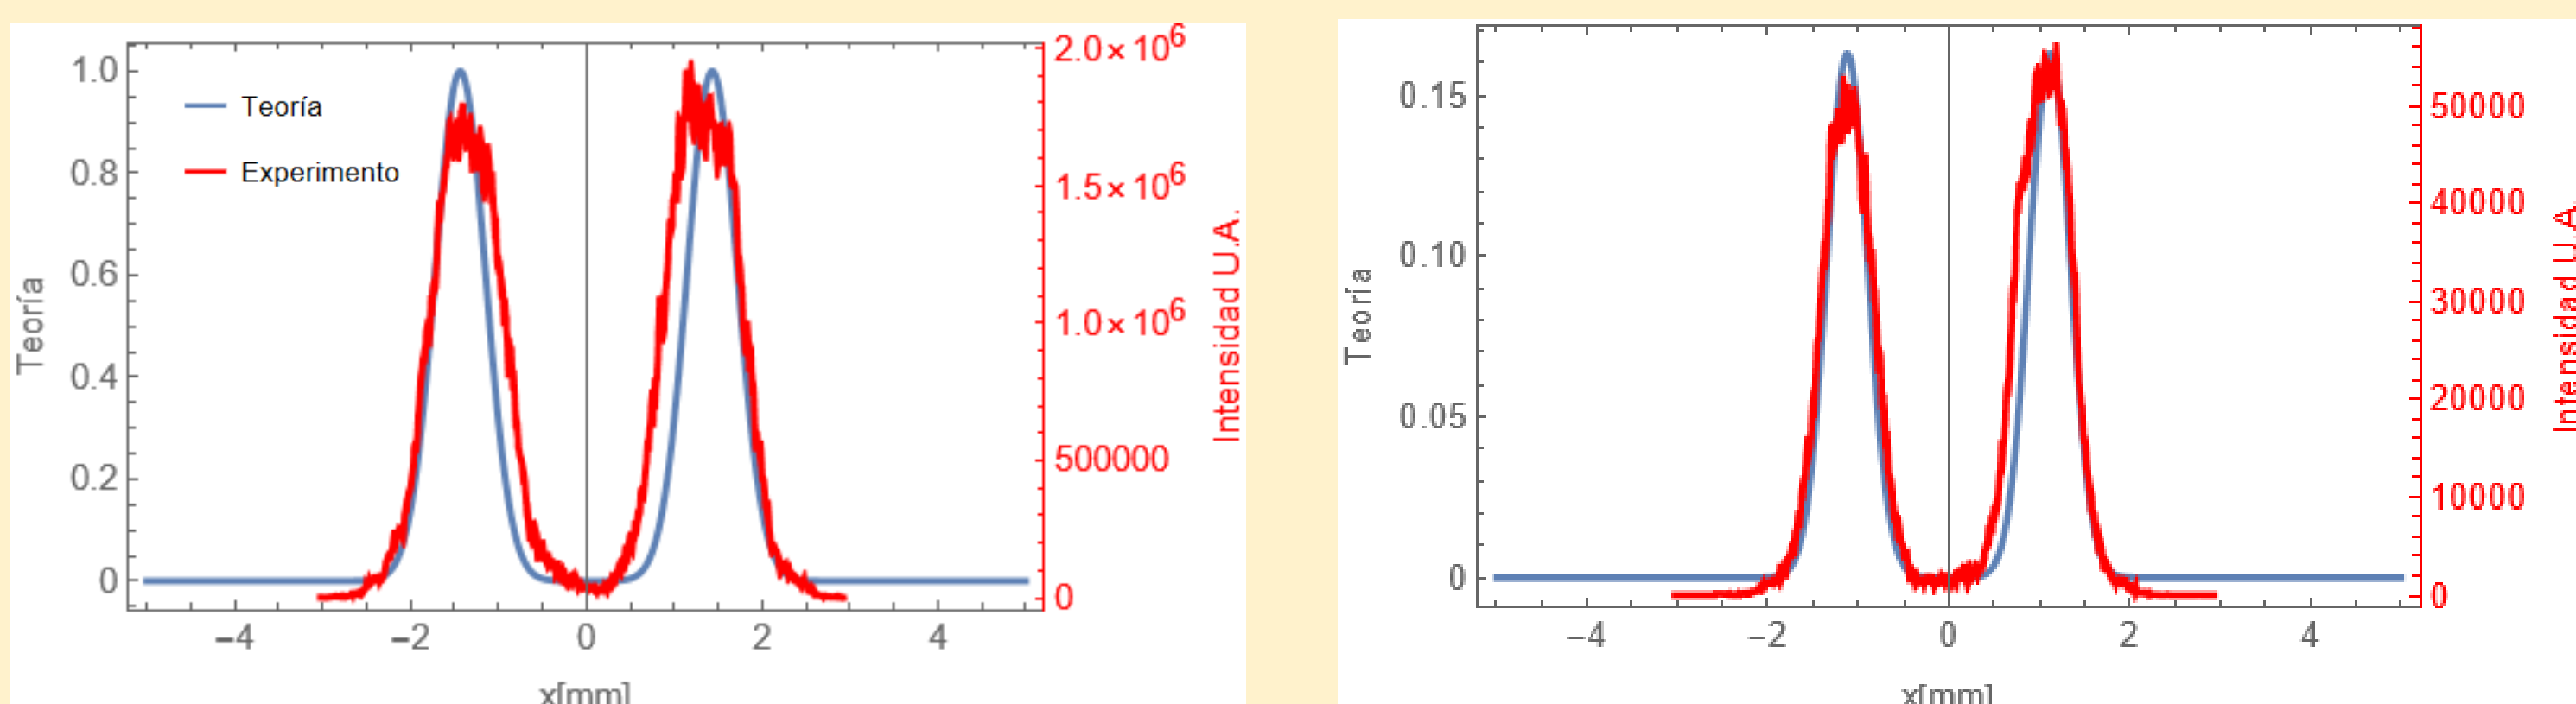 Teoría
1.0
0.8
0.6
0.4
0.2
0
Teoría
Experimento
2.0×10^6
1.5×10^6
1.0×10^6
500000
0
Intensidad U.A.
−4 −2 0 2 4
x[mm]
Teoría
0.15
0.10
0.05
0
50000
40000
30000
20000
10000
0
Intensidad U.A.
−4 −2 0 2 4
x[mm]